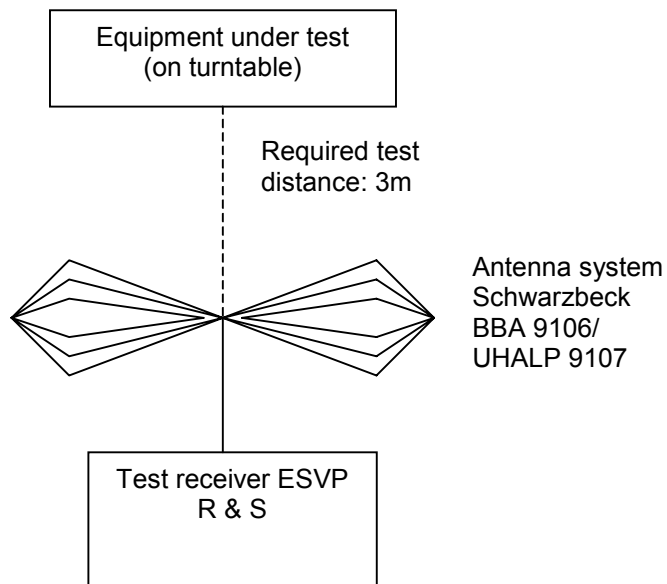 Equipment under test
(on turntable)
Required test
distance: 3m
Antenna system
Schwarzbeck
BBA 9106/
UHALP 9107
Test receiver ESVP
R & S